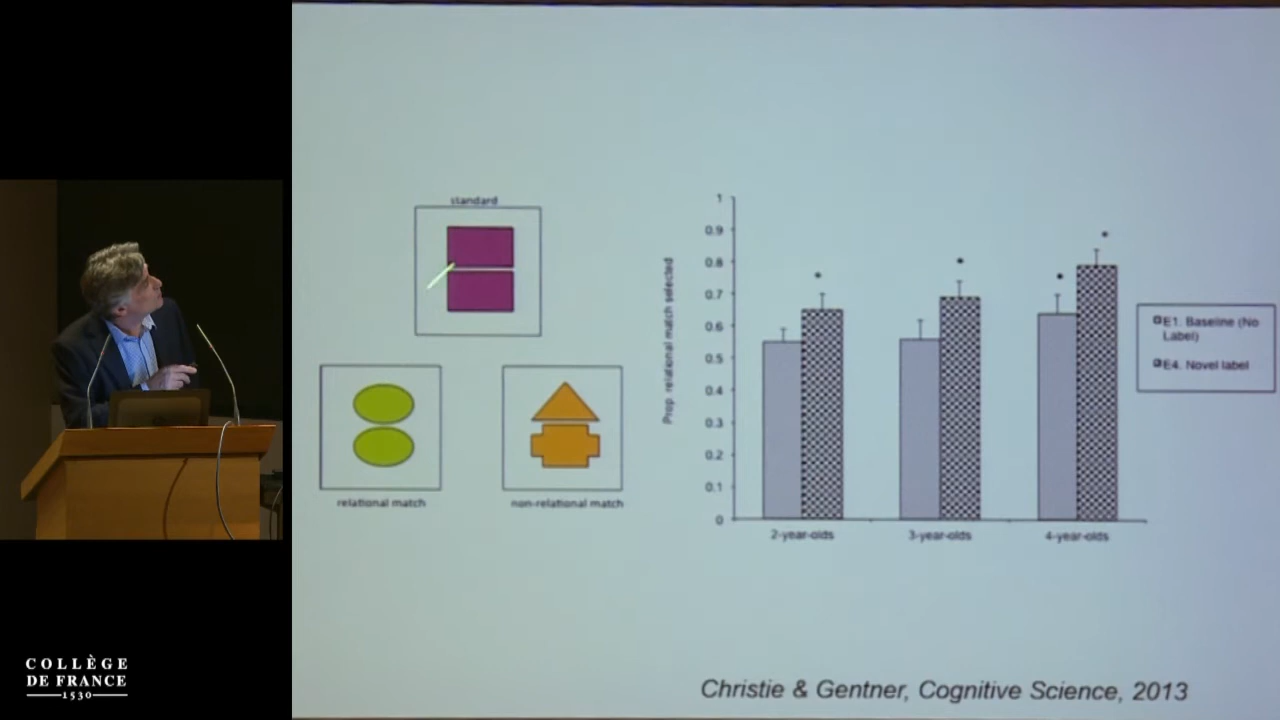 standard
relational match
non-relational match
Prop relational match selected
1
0.9
0.8
0.7
0.6
0.5
0.4
0.3
0.2
0.1
0
2-year-olds
3-year-olds
4-year-olds
E1. Baseline (No
Label)
E4. Novel label
Christie & Gentner, Cognitive Science, 2013
COLLÈGE
DE FRANCE
1530